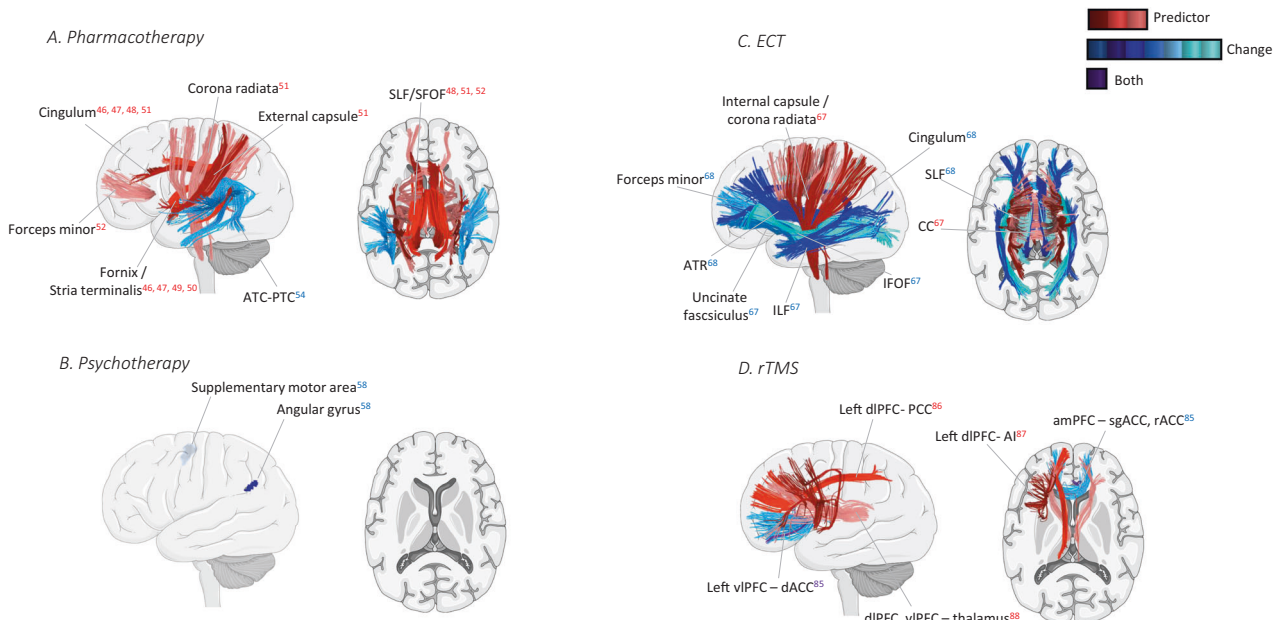 Predictor
Change
Both
A. Pharmacotherapy
Corona radiata51
Cingulum46, 47, 48, 51
External capsule51
SLF/SFOF48, 51, 52
Forceps minor52
Fornix /
Stria terminalis46, 47, 49, 50
ATC-PTC54
C. ECT
Internal capsule /
corona radiata67
Cingulum68
Forceps minor68
SLF68
CC67
ATR68
IFOF67
Uncinate
fascsiculus67
ILF67
B. Psychotherapy
Supplementary motor area58
Angular gyrus58
D. rTMS
Left dlPFC- PCC86
Left dlPFC- AI87
amPFC – sgACC, rACC85
Left vlPFC – dACC85
dlPFC, vlPFC – thalamus88